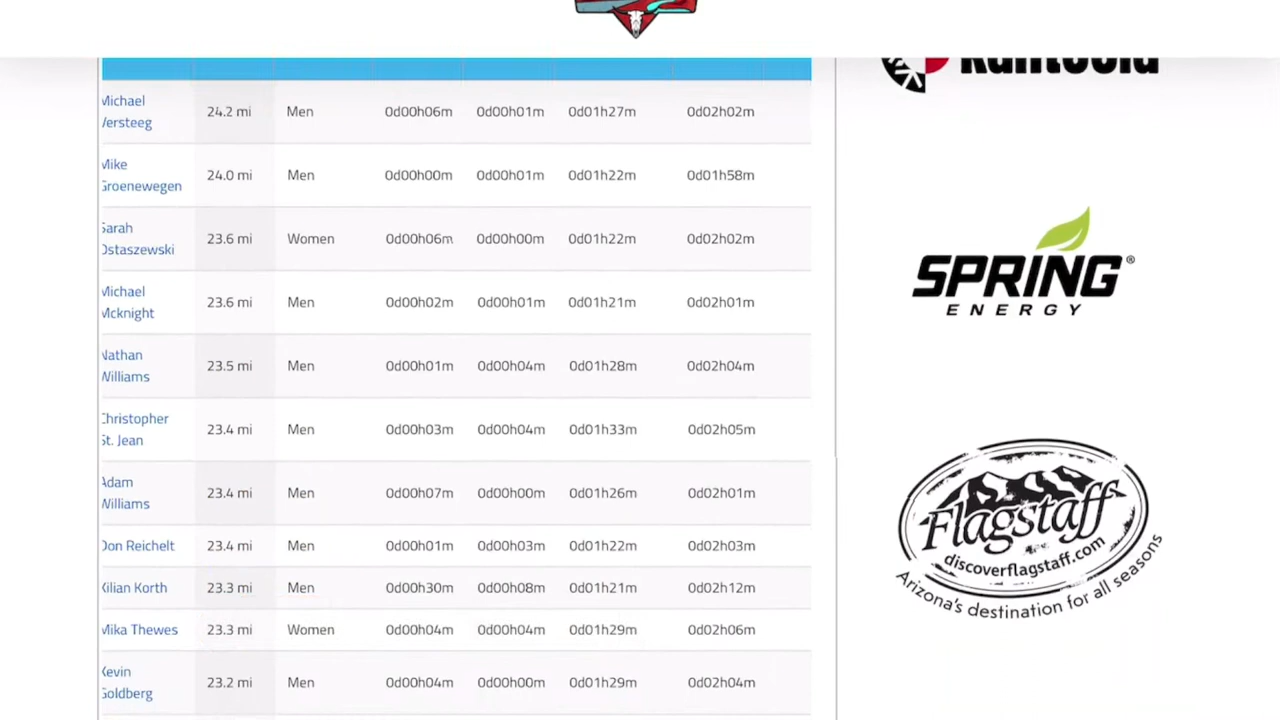 Michael
Versteeg
24.2 mi
Men
0d00h06m
0d00h01m
0d01h27m
0d02h02m
Mike
Groenewegen
24.0 mi
Men
0d00h00m
0d00h01m
0d01h22m
0d01h58m
Sarah
Ostaszewski
23.6 mi
Women
0d00h06m
0d00h00m
0d01h22m
0d02h02m
Michael
Mcknight
23.6 mi
Men
0d00h02m
0d00h01m
0d01h21m
0d02h01m
Nathan
Williams
23.5 mi
Men
0d00h01m
0d00h04m
0d01h28m
0d02h04m
Christopher
St. Jean
23.4 mi
Men
0d00h03m
0d00h04m
0d01h33m
0d02h05m
Adam
Williams
23.4 mi
Men
0d00h07m
0d00h00m
0d01h26m
0d02h01m
Don Reichelt
23.4 mi
Men
0d00h01m
0d00h03m
0d01h22m
0d02h03m
Kilian Korth
23.3 mi
Men
0d00h30m
0d00h08m
0d01h21m
0d02h12m
Mika Thewes
23.3 mi
Women
0d00h04m
0d00h04m
0d01h29m
0d02h06m
Kevin
Goldberg
23.2 mi
Men
0d00h04m
0d00h00m
0d01h29m
0d02h04m
SPRING®
ENERGY
Flagstaff
discoverflagstaff.com
Arizona's destination for all seasons